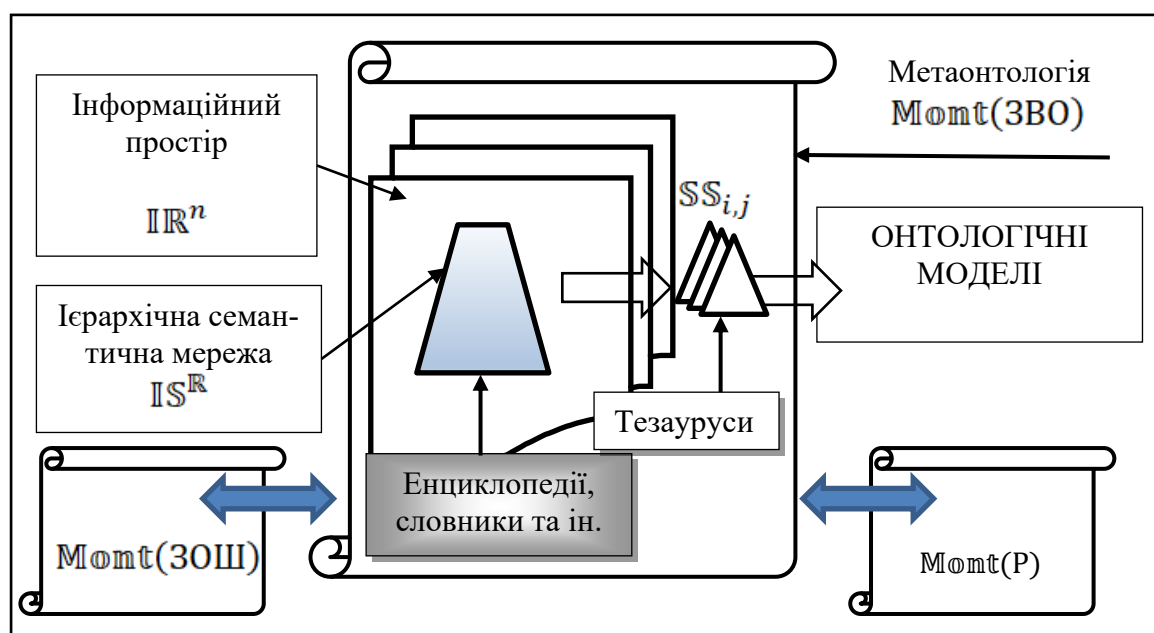 Інформаційний
простір
𝕀ℝⁿ
Ієрархічна семан-
тична мережа
𝕀𝕊^ℝ
Метаонтологія
𝕄𝕠𝕟𝕥(ЗВО)
𝕊𝕊_{i,j}
ОНТОЛОГІЧНІ
МОДЕЛІ
Тезауруси
Енциклопедії,
словники та ін.
𝕄𝕠𝕟𝕥(ЗОШ)
𝕄𝕠𝕟𝕥(Р)